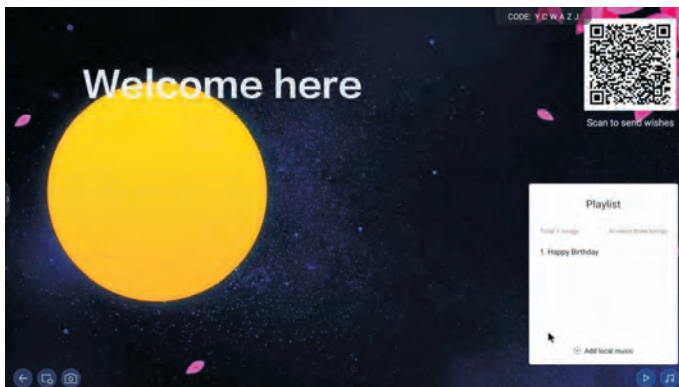 CODE: Y C W A Z J
Welcome here
Scan to send wishes
Playlist
1. Happy Birthday
Add local music